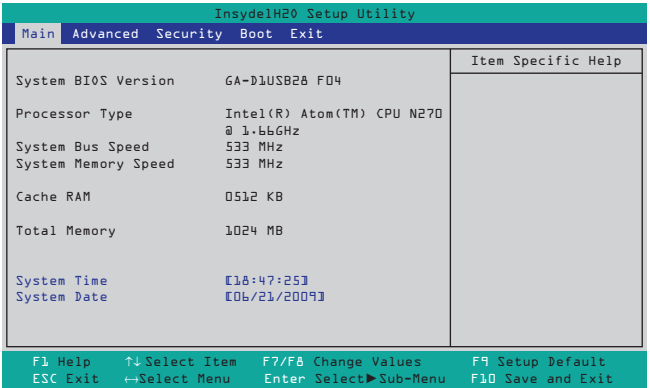 InsydelH20 Setup Utility
Main Advanced Security Boot Exit
Item Specific Help
System BIOS Version GA-D1USB28 F04
Processor Type Intel(R) Atom(TM) CPU N270
@ 1.66GHz
System Bus Speed 533 MHz
System Memory Speed 533 MHz
Cache RAM 0512 KB
Total Memory 1024 MB
System Time [18:47:25]
System Date [06/21/2009]
F1 Help ↑↓ Select Item F7/F8 Change Values F9 Setup Default
ESC Exit ↔Select Menu Enter Select▶Sub-Menu F10 Save and Exit